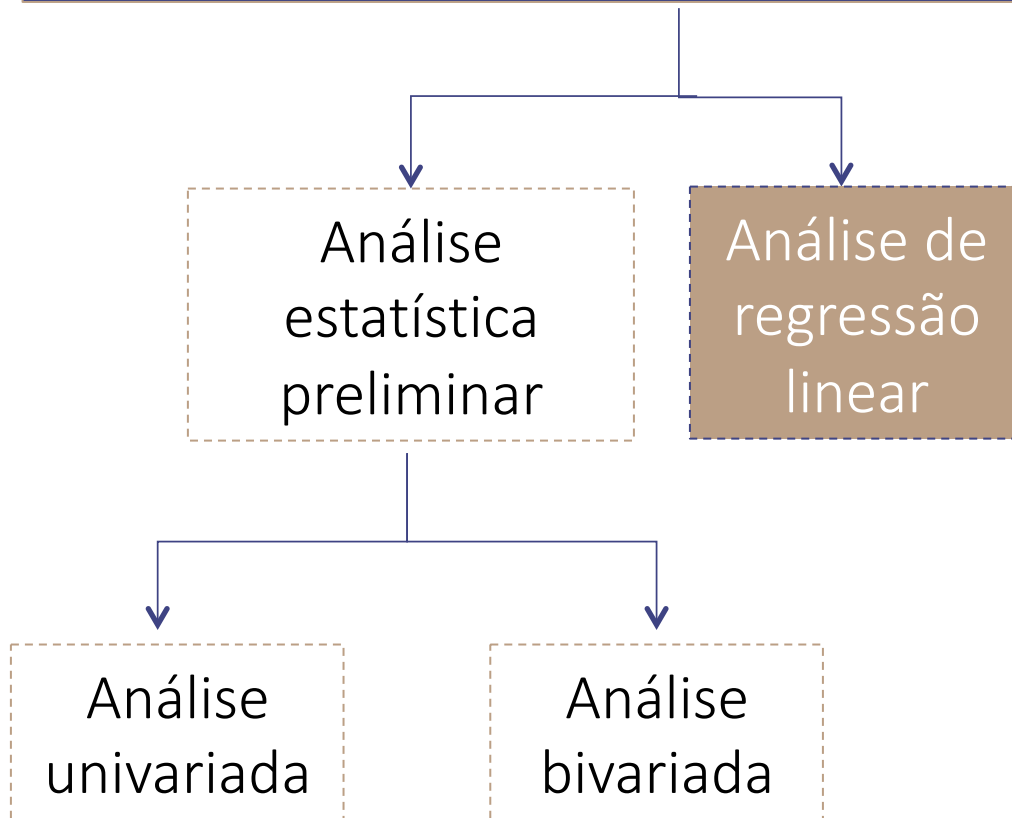 Análise
estatística
preliminar
Análise de
regressão
linear
Análise
univariada
Análise
bivariada